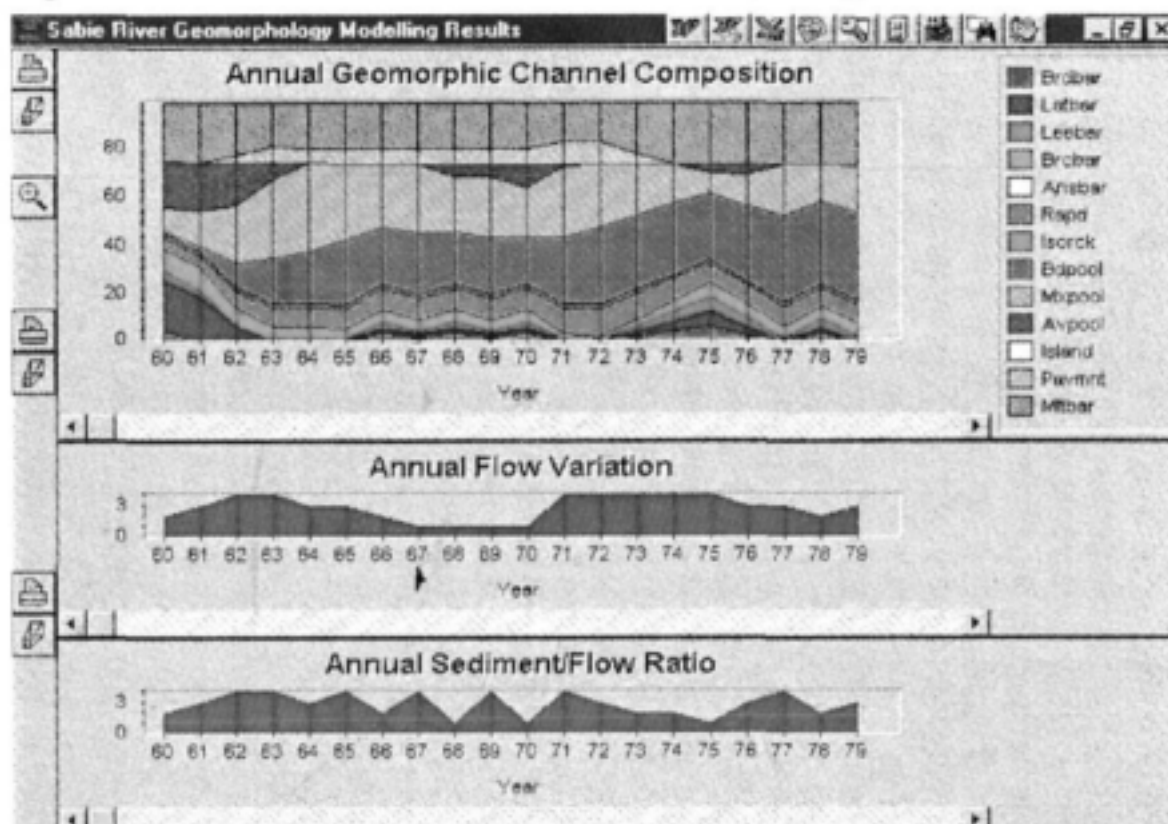 Sabie River Geomorphology Modelling Results
Annual Geomorphic Channel Composition
80
60
40
20
0
60 61 62 63 64 65 66 67 68 69 70 71 72 73 74 75 76 77 78 79
Year
Brdbar
Latbar
Leebar
Brcbar
Ansbar
Rapd
Isorck
Bdpool
Mxpool
Avpool
Island
Pavmnt
Mltbar
Annual Flow Variation
3
0
60 61 62 63 64 65 66 67 68 69 70 71 72 73 74 75 76 77 78 79
Year
Annual Sediment/Flow Ratio
3
0
60 61 62 63 64 65 66 67 68 69 70 71 72 73 74 75 76 77 78 79
Year